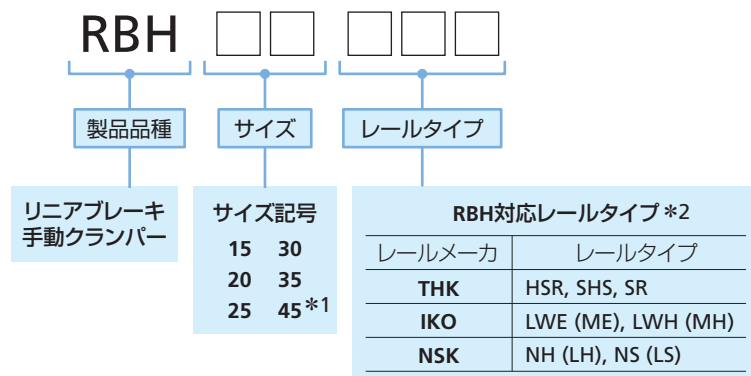 RBH □□ □□□
製品品種 サイズ レールタイプ
リニアブレーキ
手動クランパー
サイズ記号
15 30
20 35
25 45*1
RBH対応レールタイプ*2
レールメーカ レールタイプ
THK HSR, SHS, SR
IKO LWE (ME), LWH (MH)
NSK NH (LH), NS (LS)